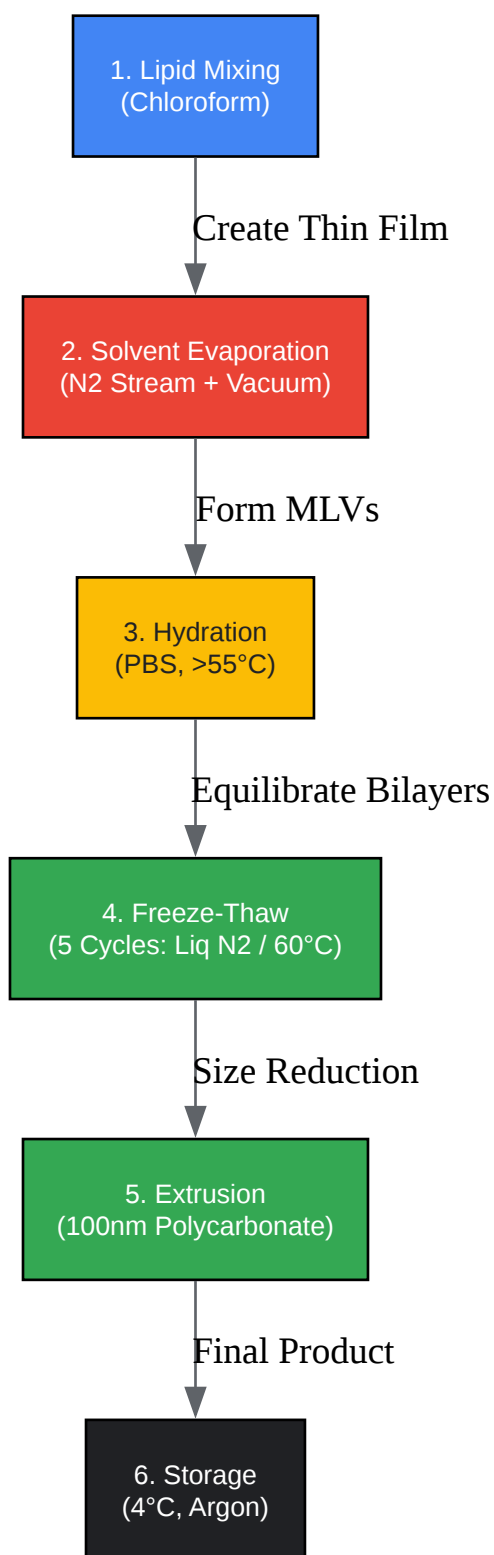 1. Lipid Mixing
(Chloroform)
Create Thin Film
2. Solvent Evaporation
(N2 Stream + Vacuum)
Form MLVs
3. Hydration
(PBS, >55°C)
Equilibrate Bilayers
4. Freeze-Thaw
(5 Cycles: Liq N2 / 60°C)
Size Reduction
5. Extrusion
(100nm Polycarbonate)
Final Product
6. Storage
(4°C, Argon)